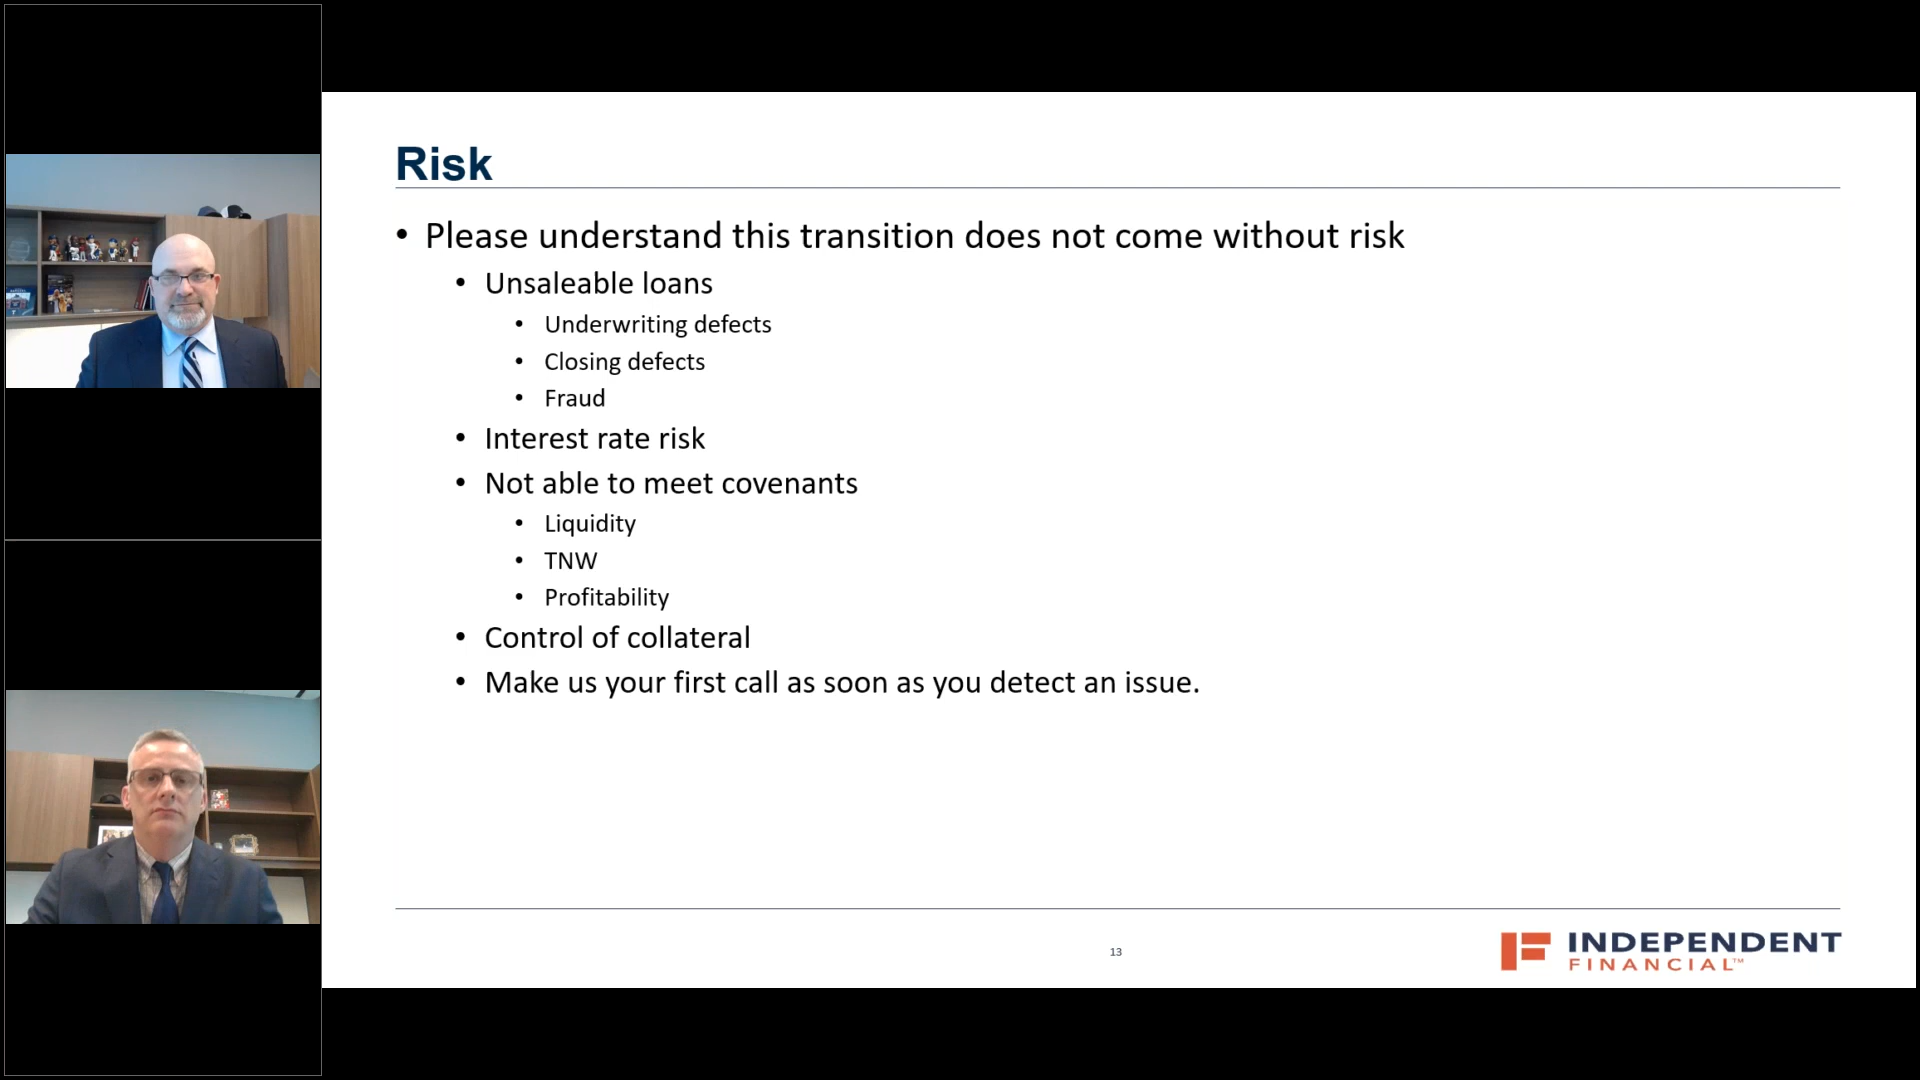 Risk
• Please understand this transition does not come without risk
• Unsaleable loans
• Underwriting defects
• Closing defects
• Fraud
• Interest rate risk
• Not able to meet covenants
• Liquidity
• TNW
• Profitability
• Control of collateral
• Make us your first call as soon as you detect an issue.
13
INDEPENDENT
FINANCIAL™